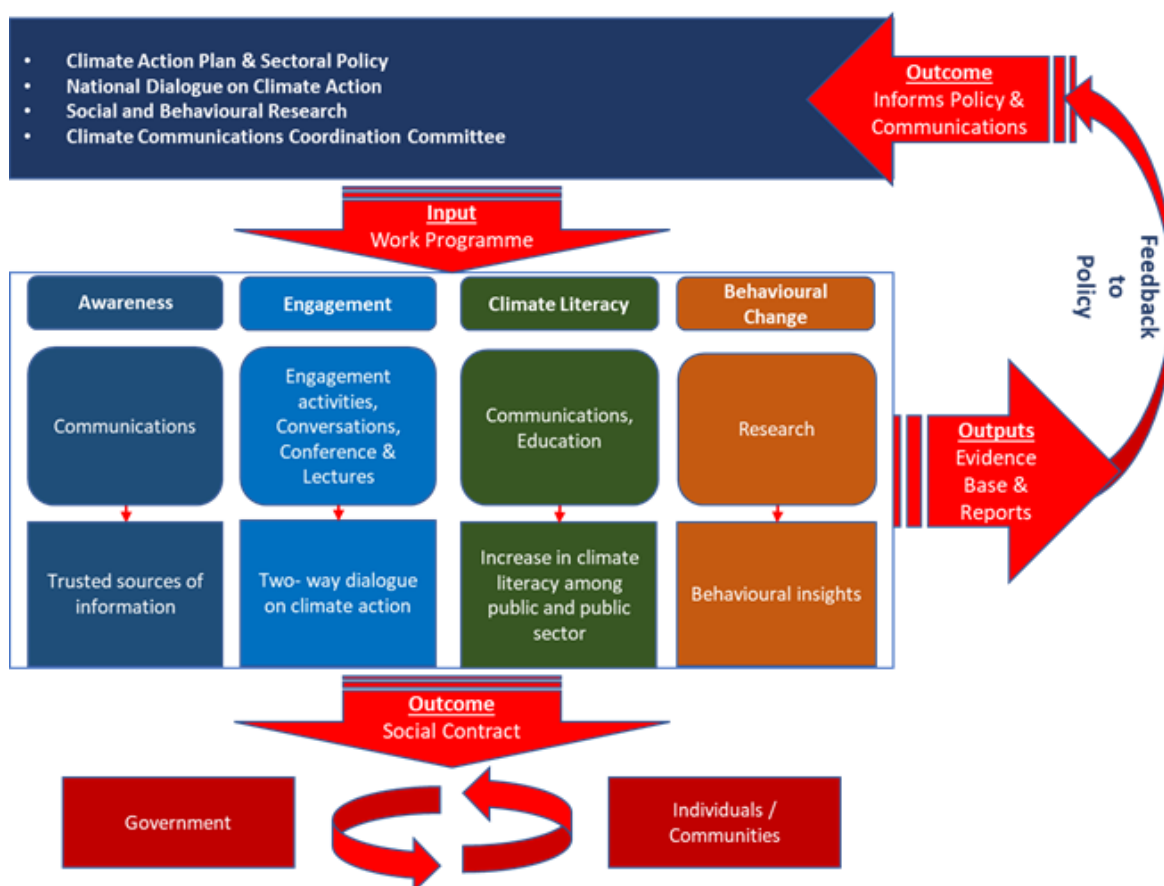 • Climate Action Plan & Sectoral Policy
• National Dialogue on Climate Action
• Social and Behavioural Research
• Climate Communications Coordination Committee
Outcome
Informs Policy &
Communications
Input
Work Programme
Feedback
to
Policy
Awareness
Engagement
Climate Literacy
Behavioural
Change
Communications
Engagement
activities,
Conversations,
Conference &
Lectures
Communications,
Education
Research
Outputs
Evidence
Base &
Reports
Trusted sources of
information
Two- way dialogue
on climate action
Increase in climate
literacy among
public and public
sector
Behavioural insights
Outcome
Social Contract
Government
Individuals /
Communities